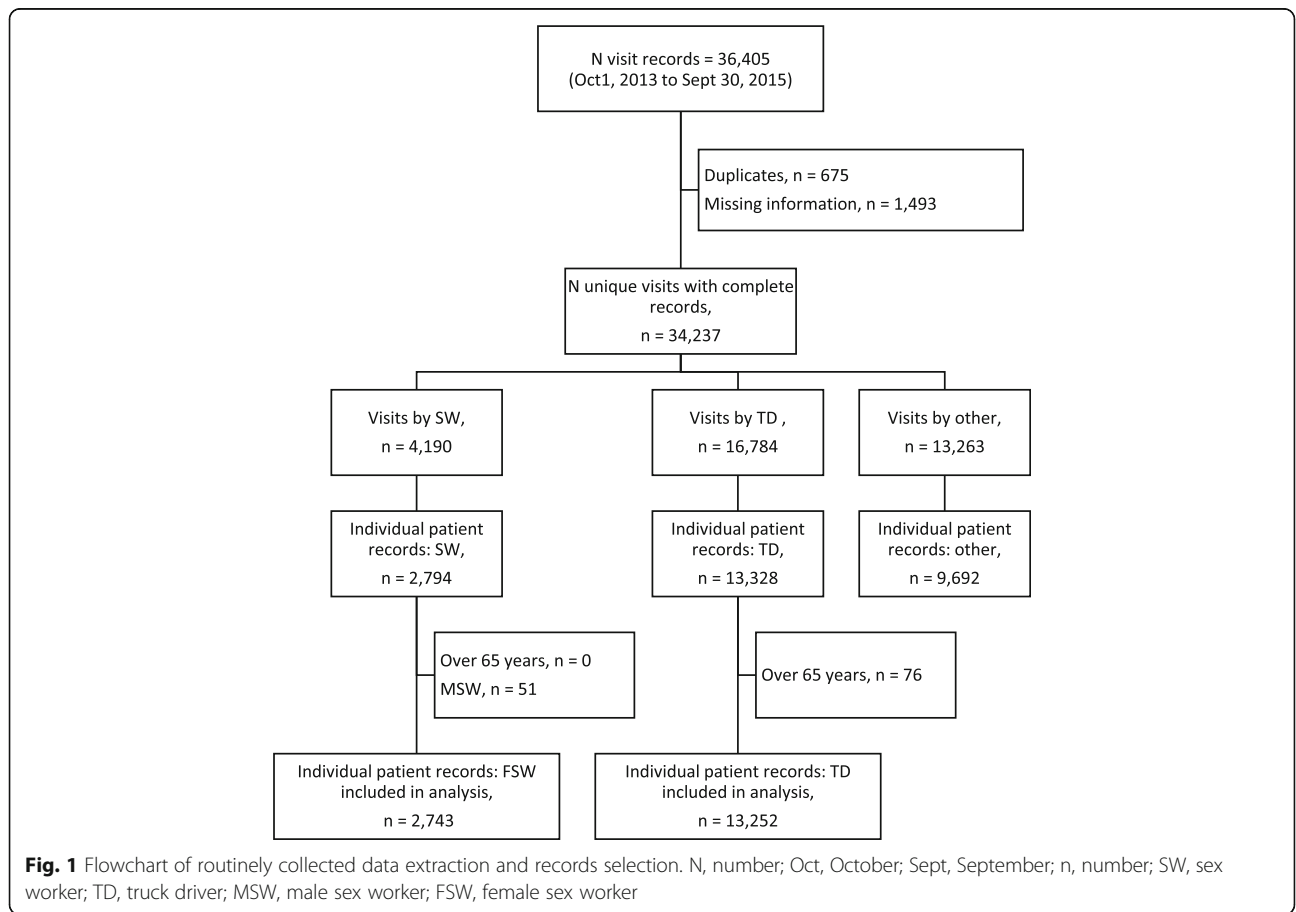 N visit records = 36,405
(Oct1, 2013 to Sept 30, 2015)
Duplicates, n = 675
Missing information, n = 1,493
N unique visits with complete
records,
n = 34,237
Visits by SW,
n = 4,190
Visits by TD ,
n = 16,784
Visits by other,
n = 13,263
Individual patient
records: SW,
n = 2,794
Individual patient
records: TD,
n = 13,328
Individual patient
records: other,
n = 9,692
Over 65 years, n = 0
MSW, n = 51
Over 65 years, n = 76
Individual patient records: FSW
included in analysis,
n = 2,743
Individual patient records: TD
included in analysis,
n = 13,252
Fig. 1 Flowchart of routinely collected data extraction and records selection. N, number; Oct, October; Sept, September; n, number; SW, sex
worker; TD, truck driver; MSW, male sex worker; FSW, female sex worker